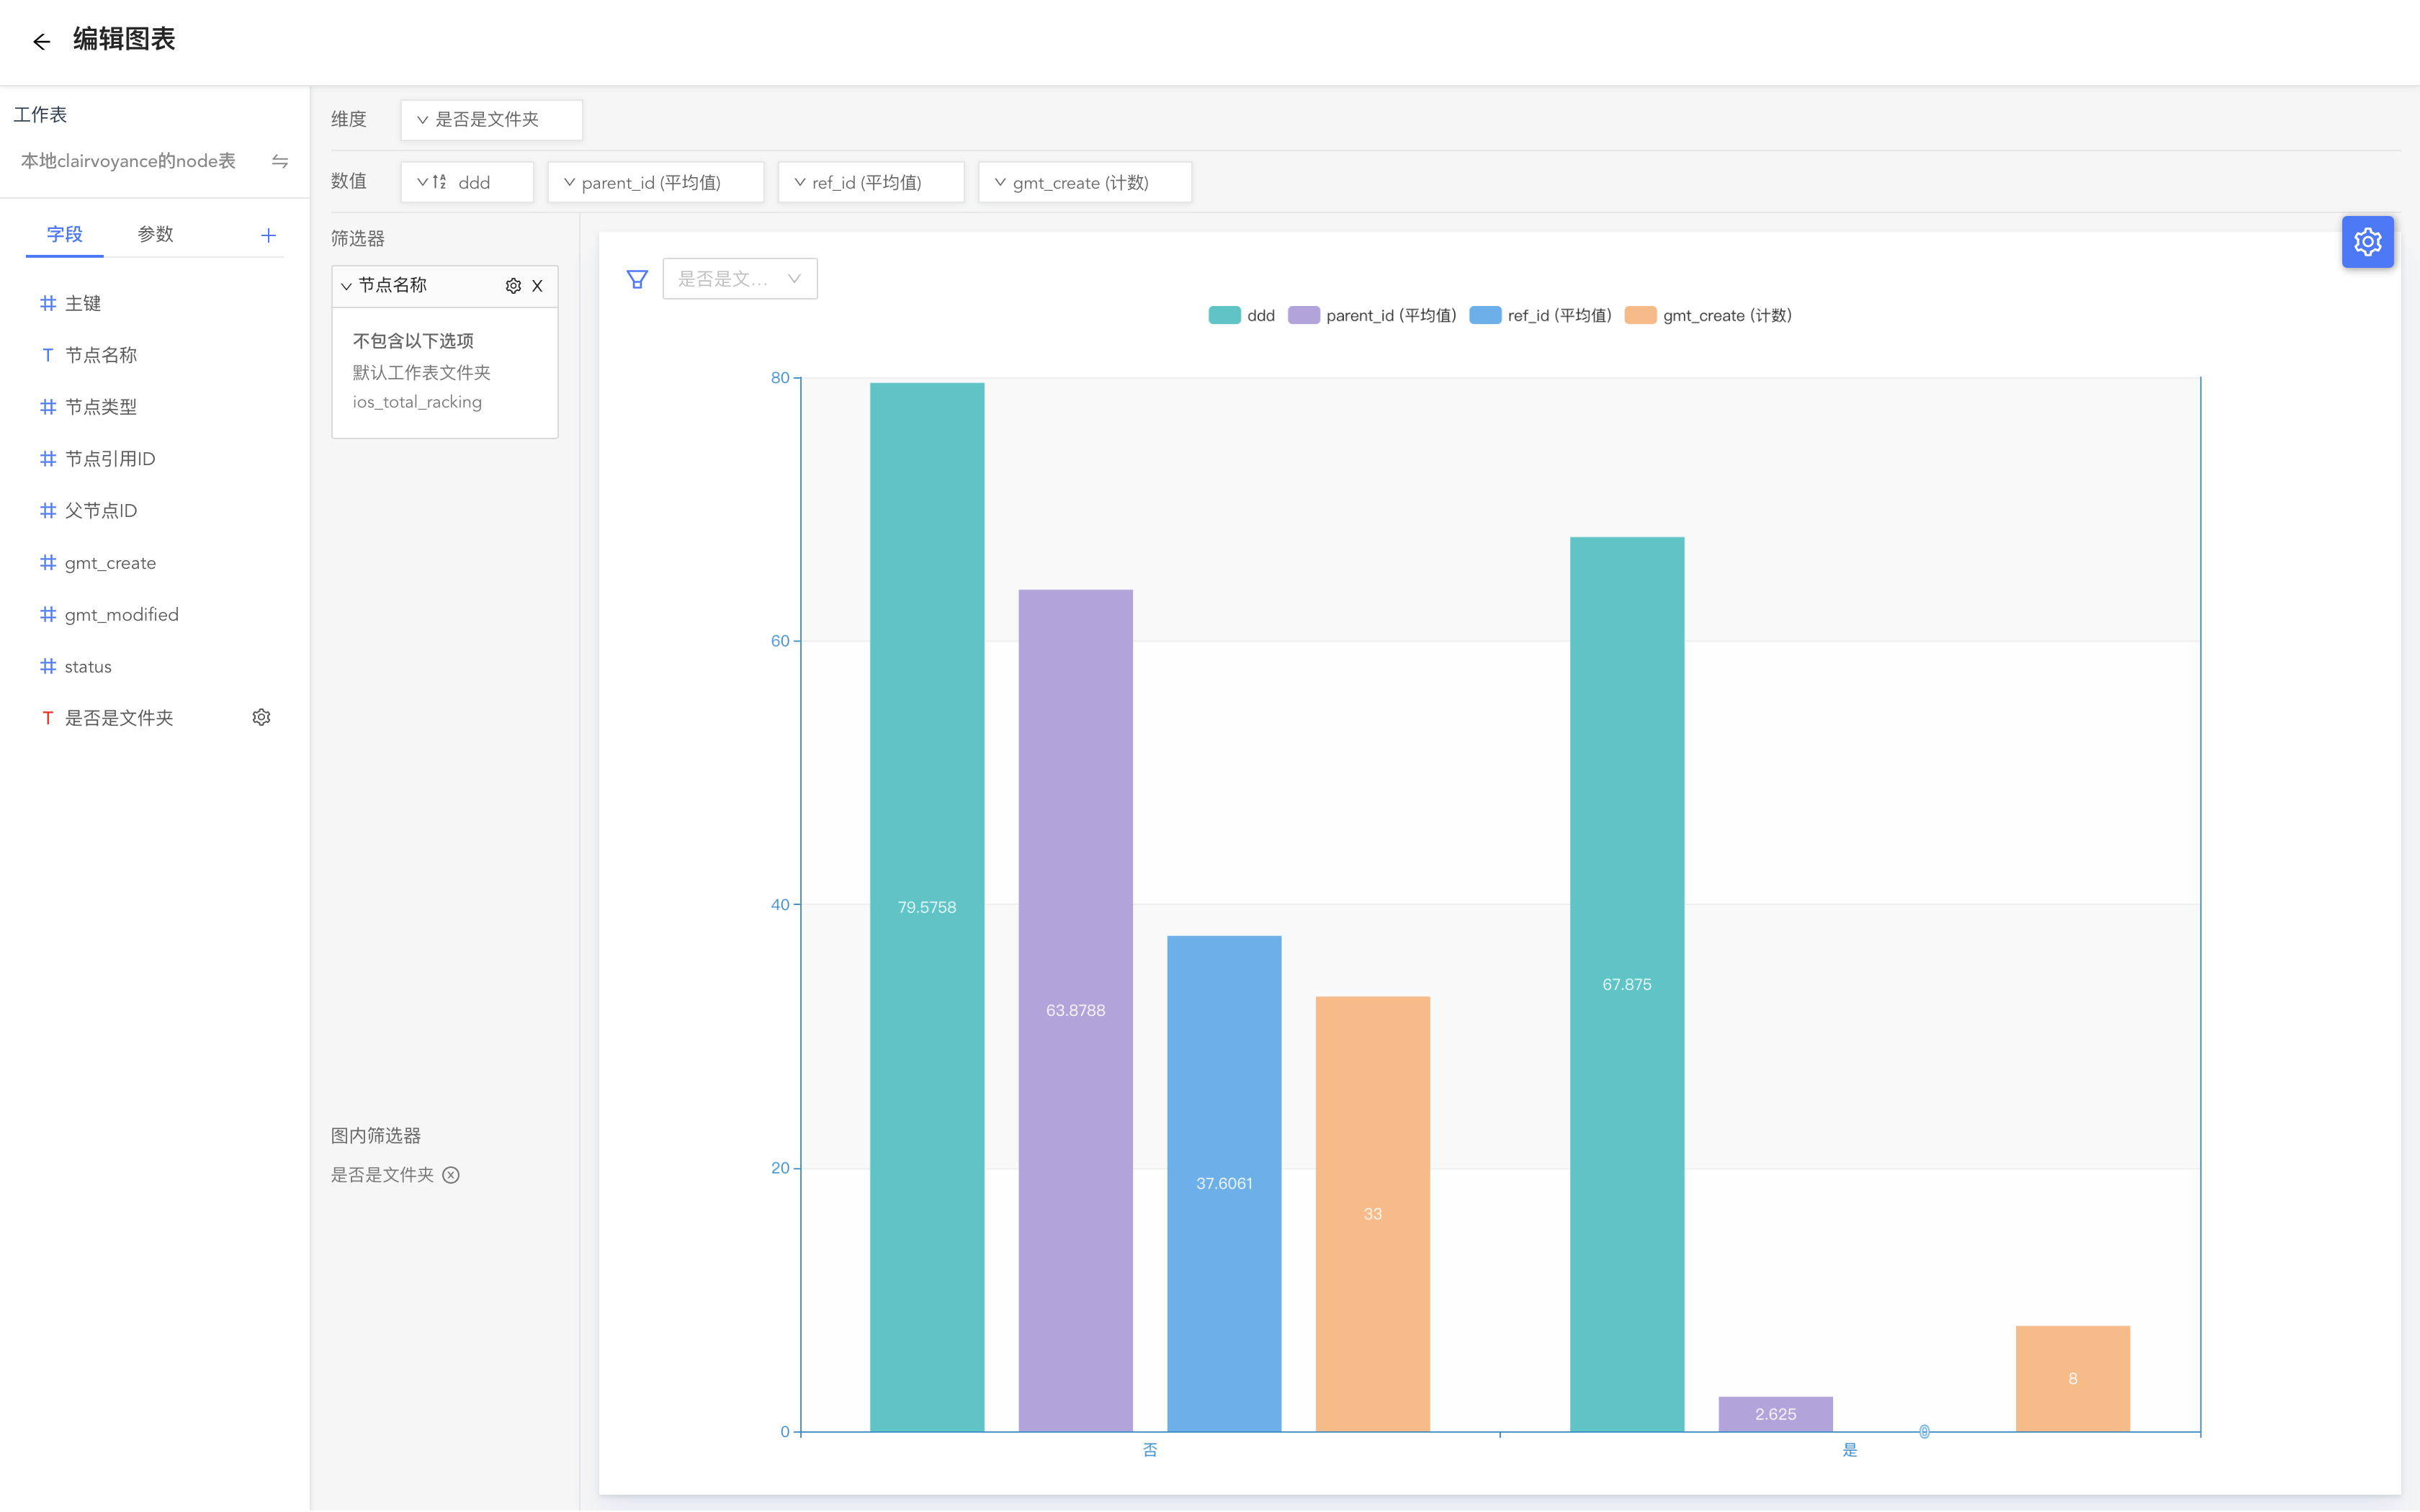 编辑图表
工作表
本地clairvoyance的node表
字段 参数
主键
节点名称
节点类型
节点引用ID
父节点ID
gmt_create
gmt_modified
status
是否是文件夹
维度 是否是文件夹
数值 ddd parent_id (平均值) ref_id (平均值) gmt_create (计数)
筛选器
节点名称
不包含以下选项
默认工作表文件夹
ios_total_racking
图内筛选器
是否是文件夹
是否是文...
ddd parent_id (平均值) ref_id (平均值) gmt_create (计数)
80
60
40
20
0
79.5758
63.8788
37.6061
33
67.875
2.625
0
8
否 是